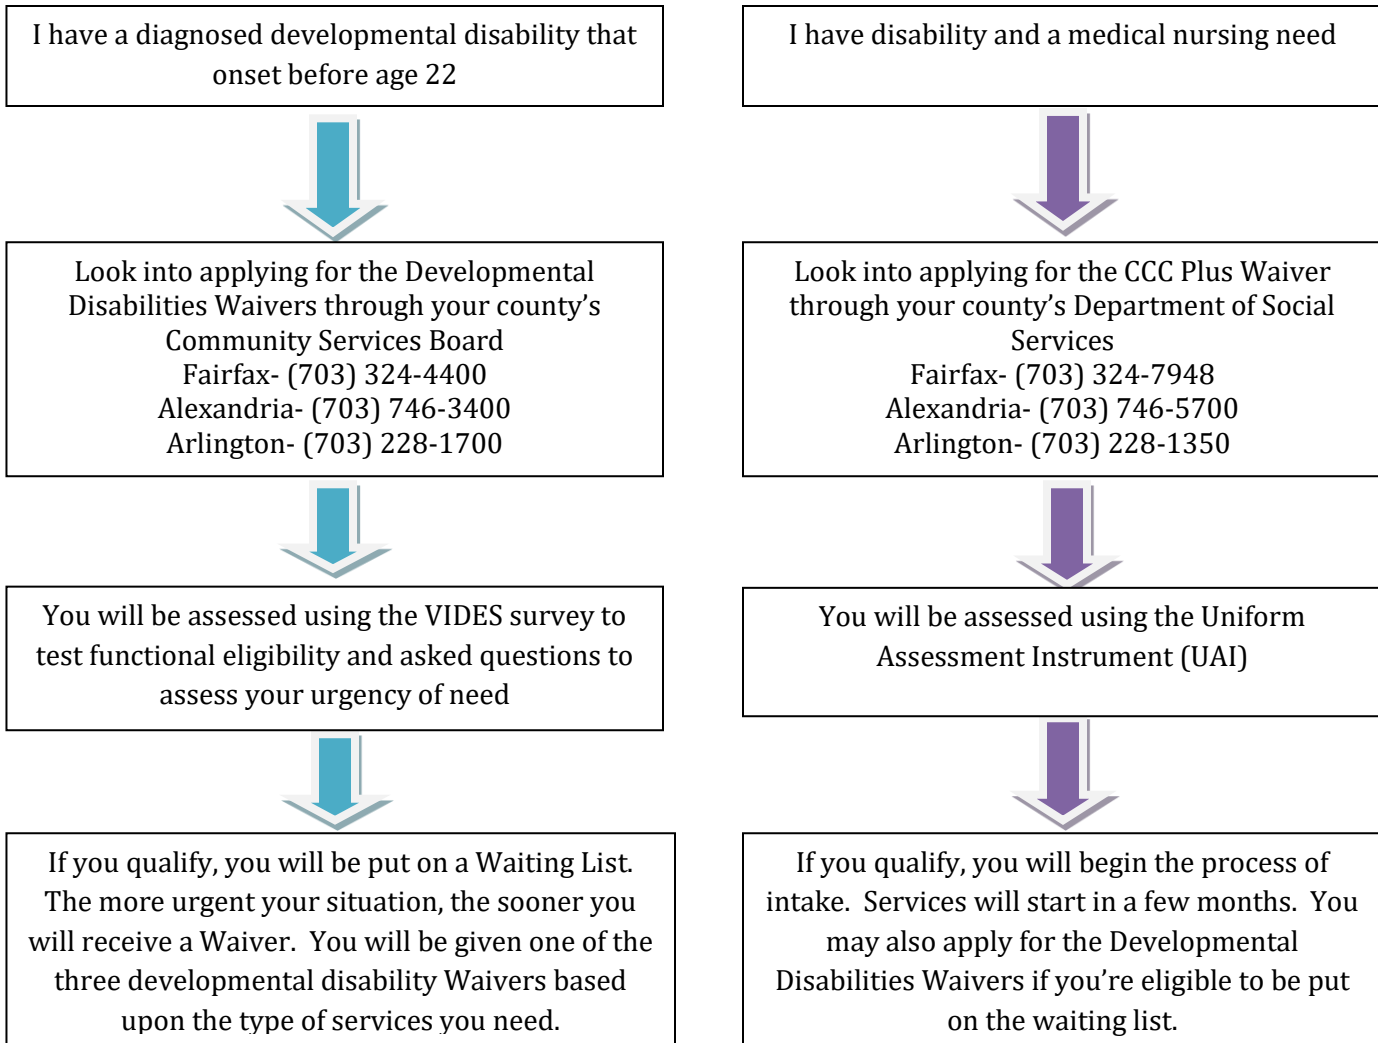 I have a diagnosed developmental disability that
onset before age 22
Look into applying for the Developmental
Disabilities Waivers through your county’s
Community Services Board
Fairfax- (703) 324-4400
Alexandria- (703) 746-3400
Arlington- (703) 228-1700
You will be assessed using the VIDES survey to
test functional eligibility and asked questions to
assess your urgency of need
If you qualify, you will be put on a Waiting List.
The more urgent your situation, the sooner you
will receive a Waiver.  You will be given one of the
three developmental disability Waivers based
upon the type of services you need.
I have disability and a medical nursing need
Look into applying for the CCC Plus Waiver
through your county’s Department of Social
Services
Fairfax- (703) 324-7948
Alexandria- (703) 746-5700
Arlington- (703) 228-1350
You will be assessed using the Uniform
Assessment Instrument (UAI)
If you qualify, you will begin the process of
intake.  Services will start in a few months.  You
may also apply for the Developmental
Disabilities Waivers if you’re eligible to be put
on the waiting list.